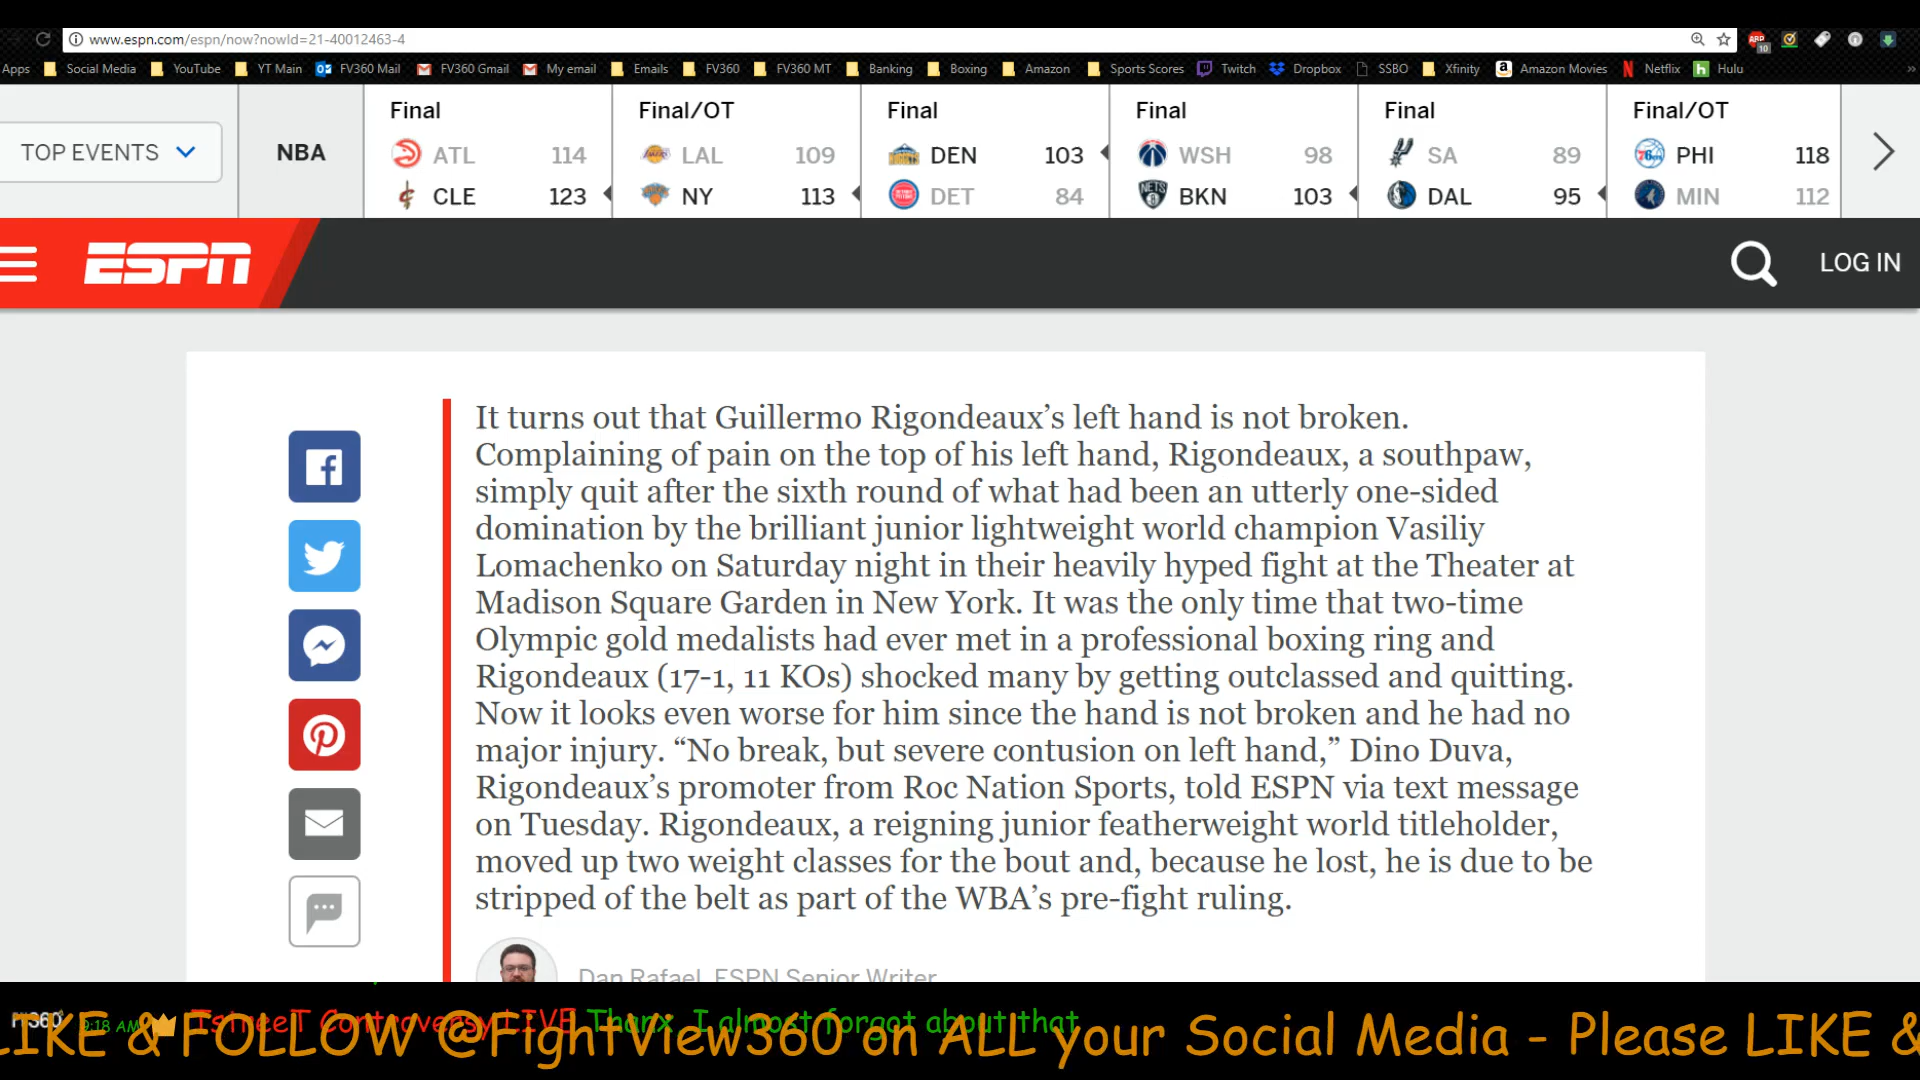 www.espn.com/espn/now?nowId=21-40012463-4
ABP
10
Apps Social Media YouTube YT Main FV360 Mail FV360 Gmail My email Emails FV360 FV360 MT Banking Boxing Amazon Sports Scores Twitch Dropbox SSBO Xfinity Amazon Movies Netflix Hulu »
TOP EVENTS
NBA
Final
ATL 114
CLE 123
Final/OT
LAL 109
NY 113
Final
DEN 103
DET 84
Final
WSH 98
BKN 103
Final
SA 89
DAL 95
Final/OT
PHI 118
MIN 112
ESPN
LOG IN
It turns out that Guillermo Rigondeaux’s left hand is not broken.
Complaining of pain on the top of his left hand, Rigondeaux, a southpaw,
simply quit after the sixth round of what had been an utterly one-sided
domination by the brilliant junior lightweight world champion Vasiliy
Lomachenko on Saturday night in their heavily hyped fight at the Theater at
Madison Square Garden in New York. It was the only time that two-time
Olympic gold medalists had ever met in a professional boxing ring and
Rigondeaux (17-1, 11 KOs) shocked many by getting outclassed and quitting.
Now it looks even worse for him since the hand is not broken and he had no
major injury. “No break, but severe contusion on left hand,” Dino Duva,
Rigondeaux’s promoter from Roc Nation Sports, told ESPN via text message
on Tuesday. Rigondeaux, a reigning junior featherweight world titleholder,
moved up two weight classes for the bout and, because he lost, he is due to be
stripped of the belt as part of the WBA’s pre-fight ruling.
Dan Rafael, ESPN Senior Writer
9:18 AM TstreeT Controversy LIVE Thanx, I almost forgot about that
LIKE & FOLLOW @FightView360 on ALL your Social Media - Please LIKE &